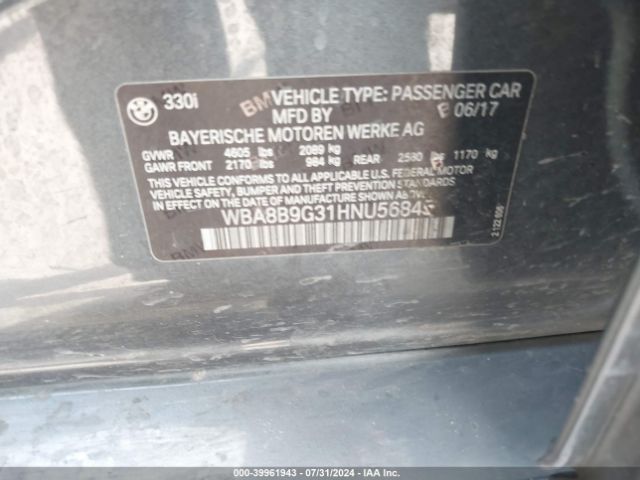 330i
VEHICLE TYPE: PASSENGER CAR
MFD BY 06/17
BAYERISCHE MOTOREN WERKE AG
GVWR 4605 lbs 2089 kg
GAWR FRONT 2170 lbs 984 kg REAR 2580 lbs 1170 kg
THIS VEHICLE CONFORMS TO ALL APPLICABLE U.S. FEDERAL MOTOR
VEHICLE SAFETY, BUMPER AND THEFT PREVENTION STANDARDS
IN EFFECT ON THE DATE OF MANUFACTURE SHOWN ABOVE
2 122 606
000-39961943 / 07/31/2024 - IAA Inc.